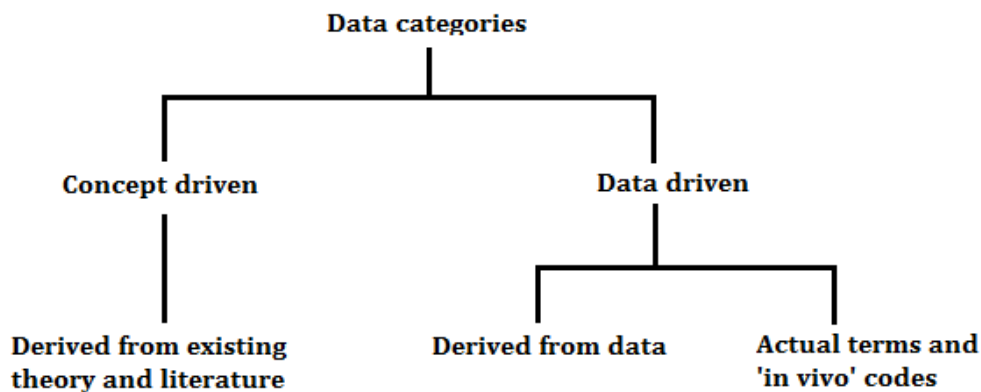 Data categories
Concept driven
Data driven
Derived from existing
theory and literature
Derived from data
Actual terms and
'in vivo' codes